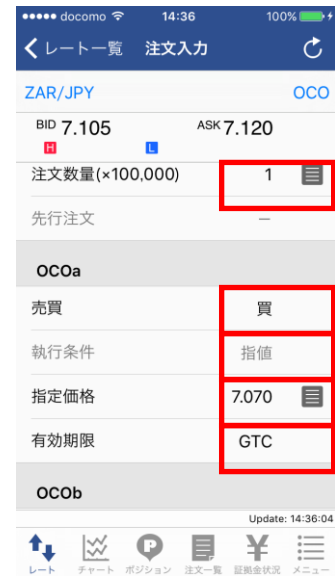 docomo 14:36 100%
レート一覧 注文入力
ZAR/JPY OCO
BID 7.105 ASK 7.120
H L
注文数量(×100,000) 1
先行注文 —
OCOa
売買 買
執行条件 指値
指定価格 7.070
有効期限 GTC
OCOb
Update: 14:36:04
レート チャート ポジション 注文一覧 証拠金状況 メニュー